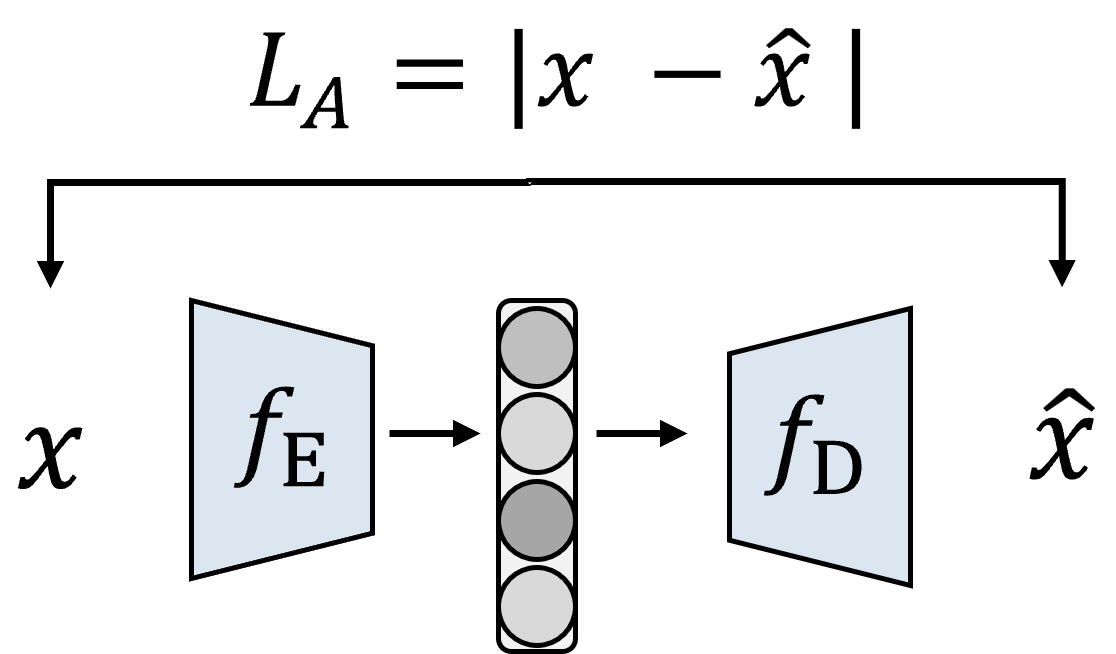 L_A = |x − x̂|
x f_E f_D x̂